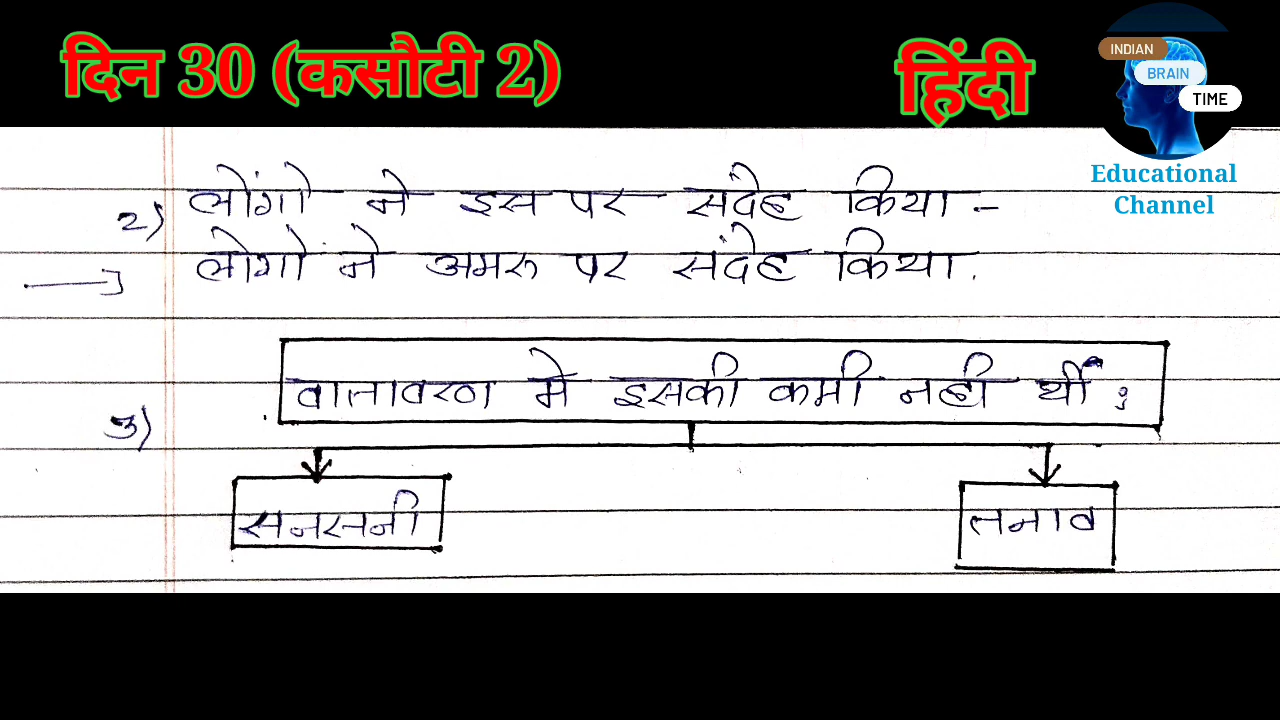 दिन 30 (कसौटी 2)
हिंदी
INDIAN
BRAIN
TIME
Educational
Channel
2) लोंगो ने इस पर संदेह किया -
→ लोगों ने अमरु पर संदेह किया.
3) वातावरण मे इसकी कमी नही थीं :
सनसनी
तनाव